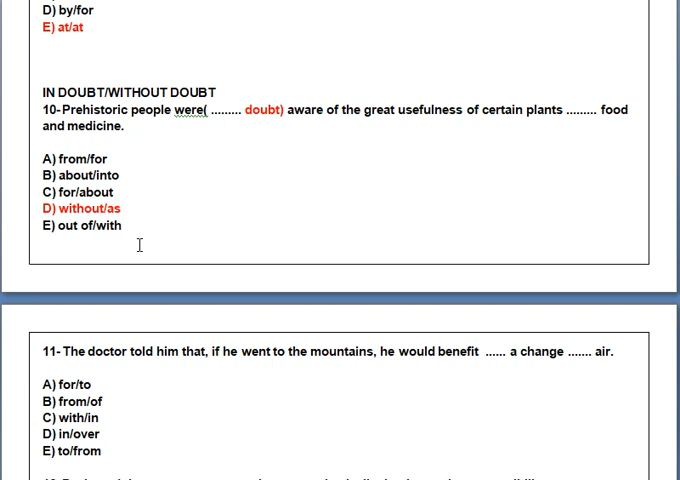 D) by/for
E) at/at
IN DOUBT/WITHOUT DOUBT
10- Prehistoric people were( ......... doubt) aware of the great usefulness of certain plants ......... food
and medicine.
A) from/for
B) about/into
C) for/about
D) without/as
E) out of/with
11- The doctor told him that, if he went to the mountains, he would benefit ...... a change ....... air.
A) for/to
B) from/of
C) with/in
D) in/over
E) to/from